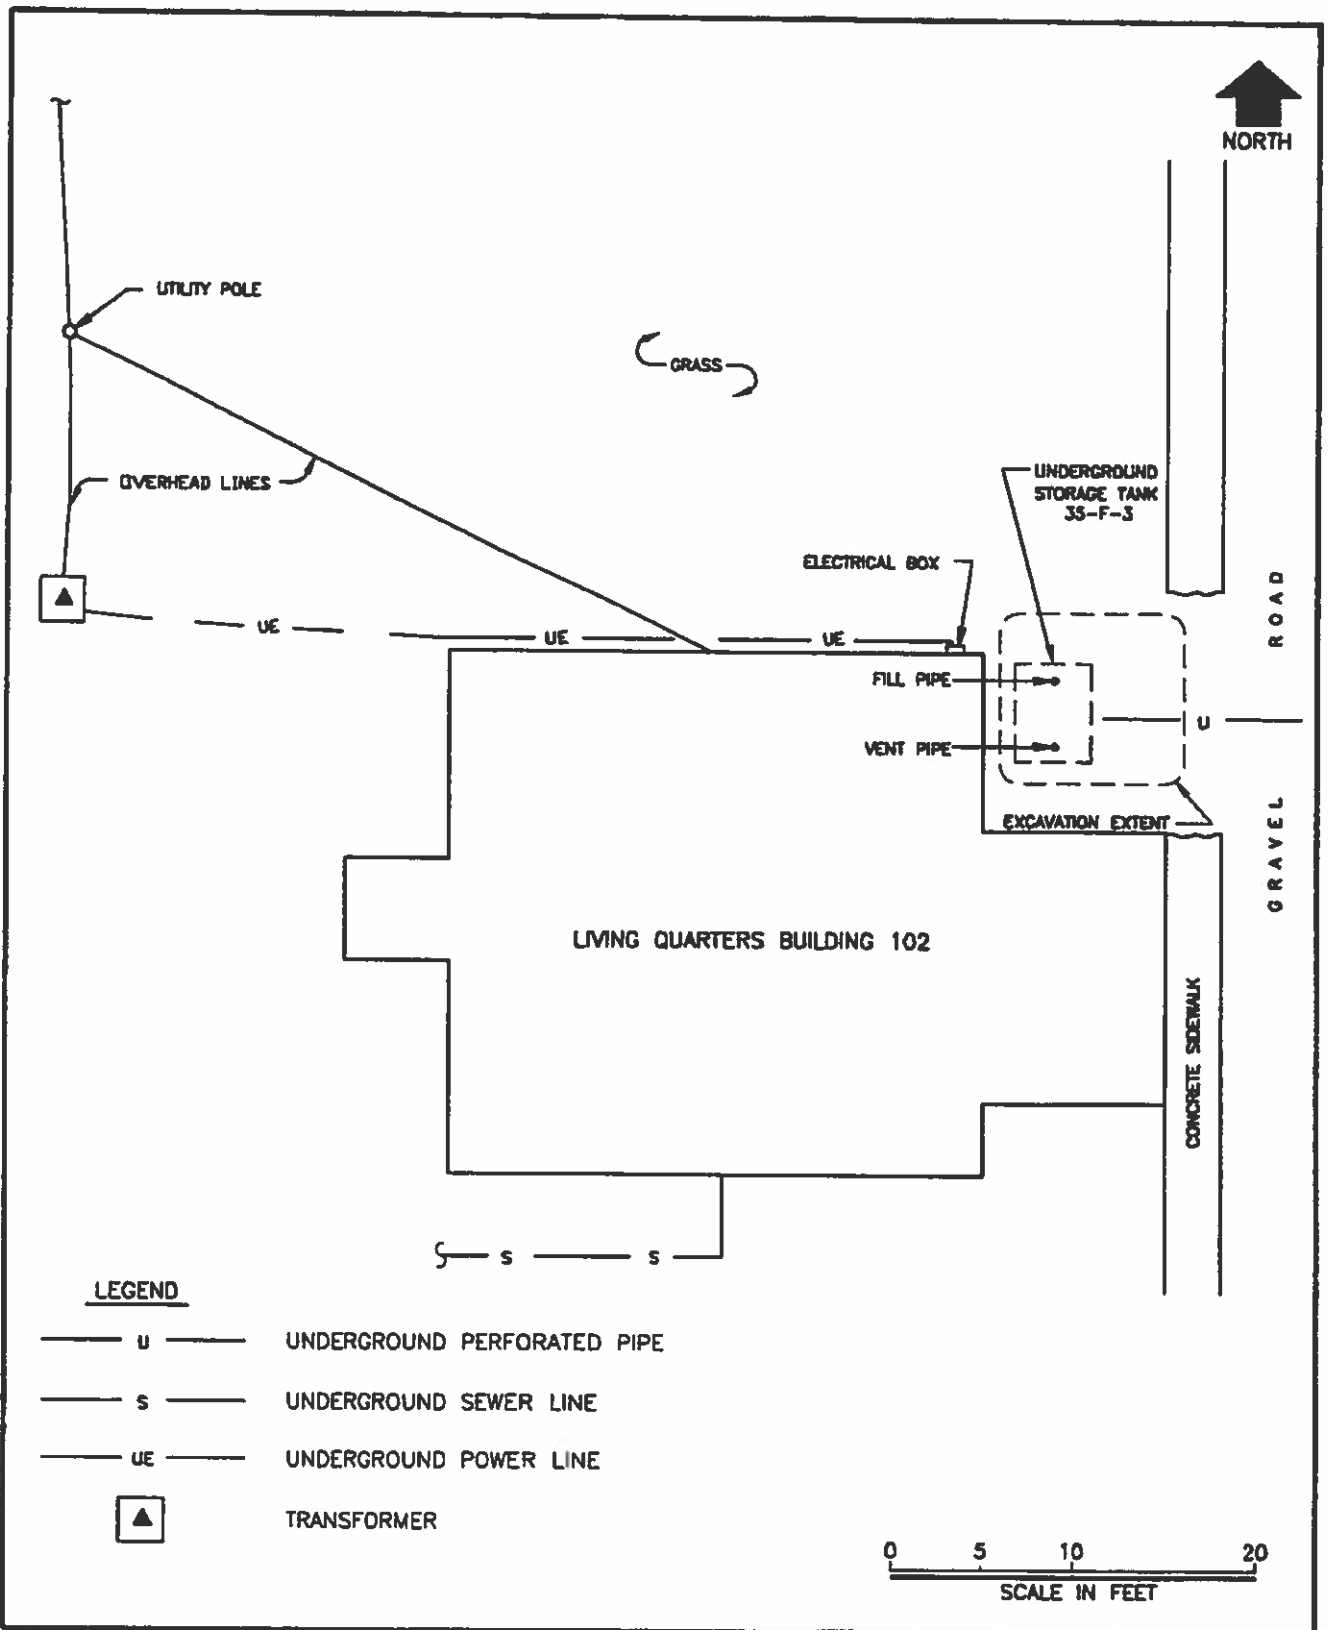 NORTH
UTILITY POLE
GRASS
OVERHEAD LINES
UNDERGROUND
STORAGE TANK
35-F-3
ELECTRICAL BOX
ROAD
UE
UE
UE
FILL PIPE
U
VENT PIPE
EXCAVATION EXTENT
GRAVEL
LIVING QUARTERS BUILDING 102
CONCRETE SIDEWALK
S
S
LEGEND
U UNDERGROUND PERFORATED PIPE
S UNDERGROUND SEWER LINE
UE UNDERGROUND POWER LINE
TRANSFORMER
0 5 10 20
SCALE IN FEET